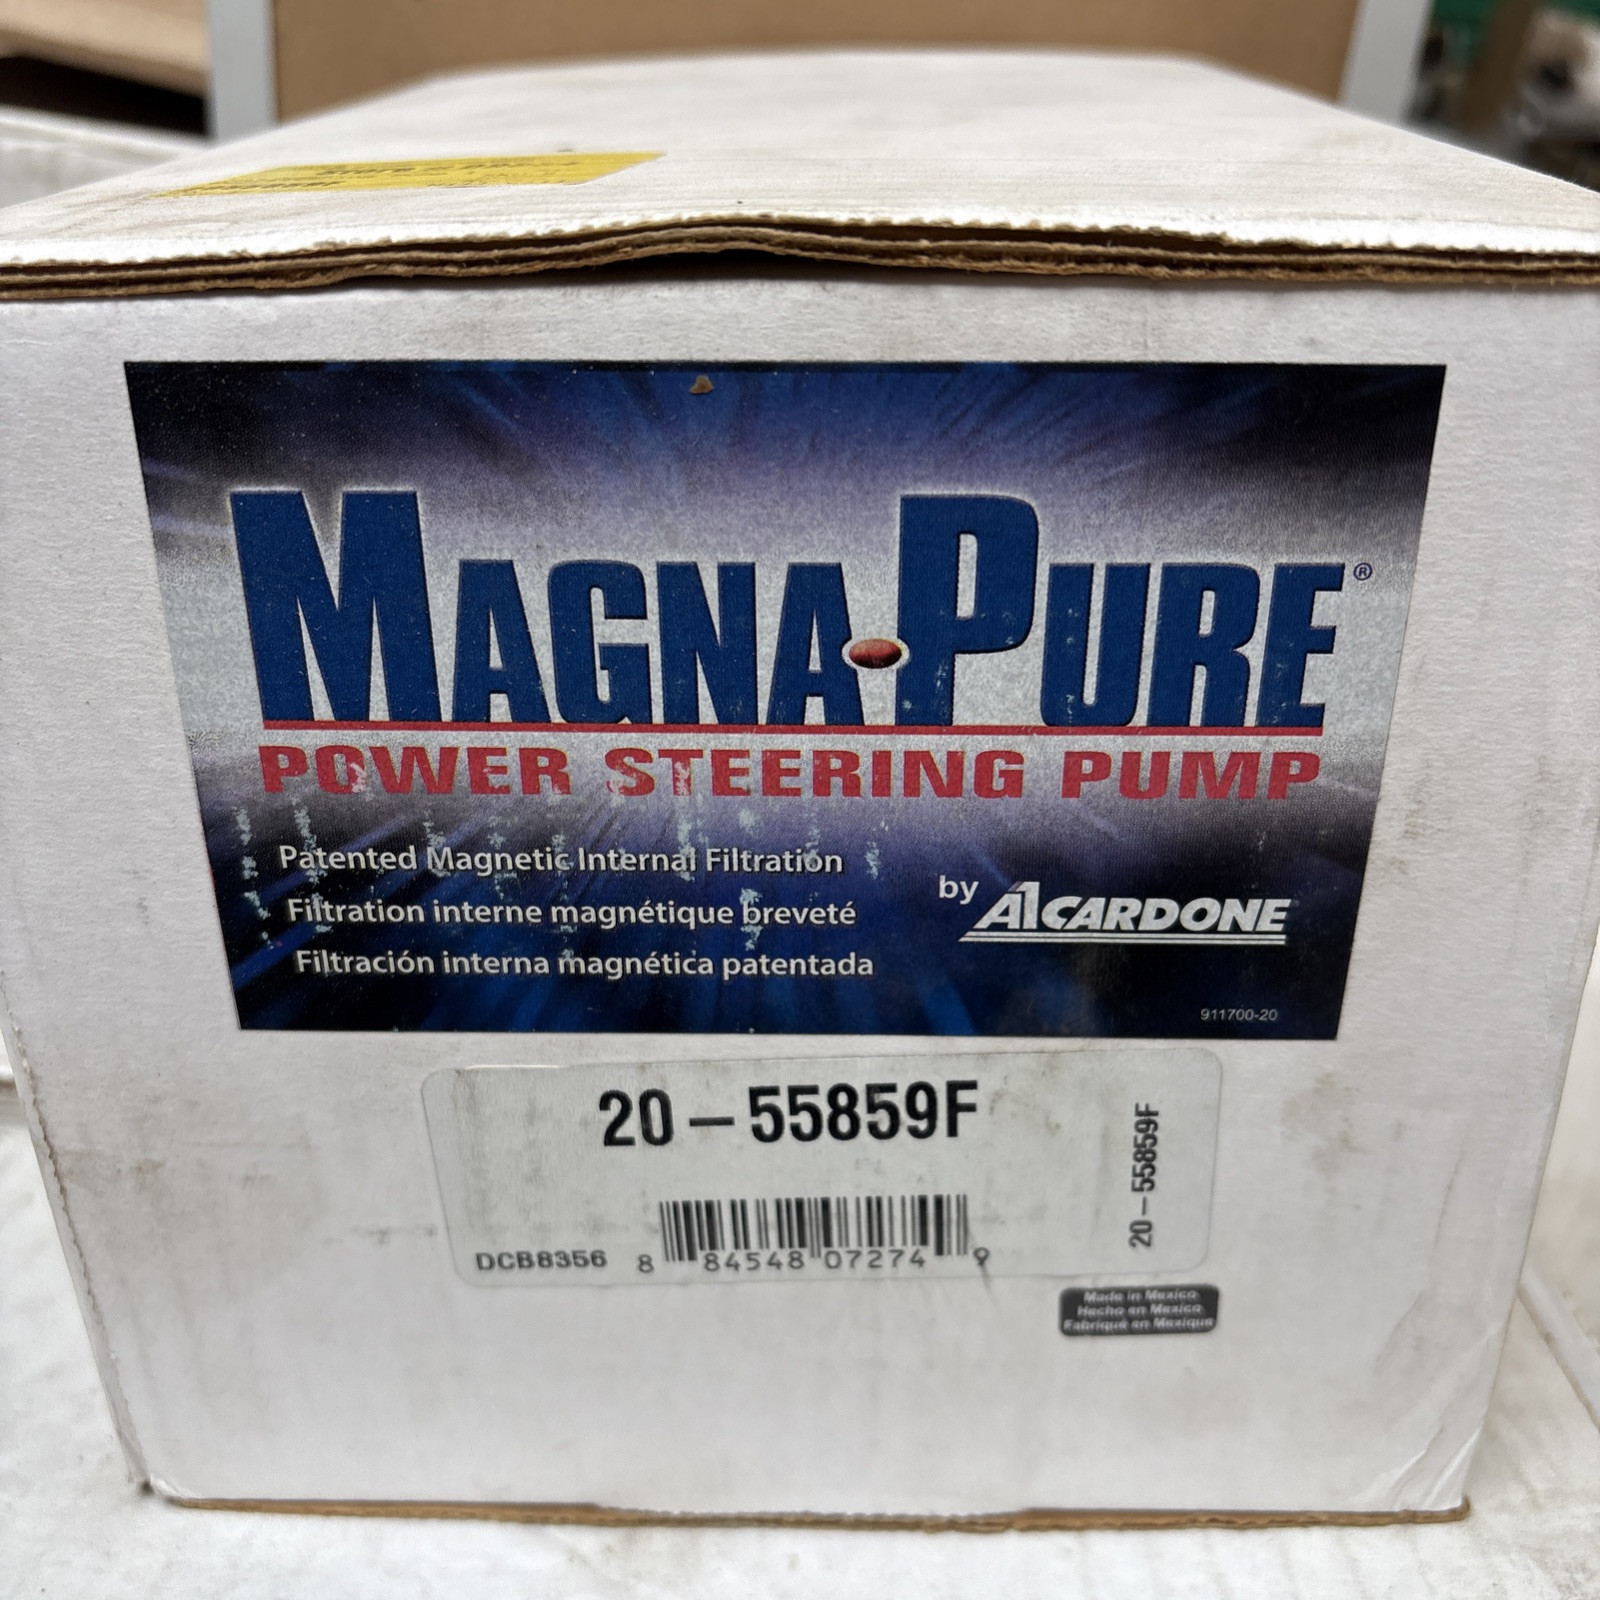 MAGNA•PURE®
POWER STEERING PUMP
Patented Magnetic Internal Filtration
Filtration interne magnétique breveté
Filtración interna magnética patentada
by A1CARDONE
911700-20
20-55859F
20-55859F
DCB8356
8 84548 07274 9
Made in Mexico
Hecho en Mexico
Fabriqué en Mexique